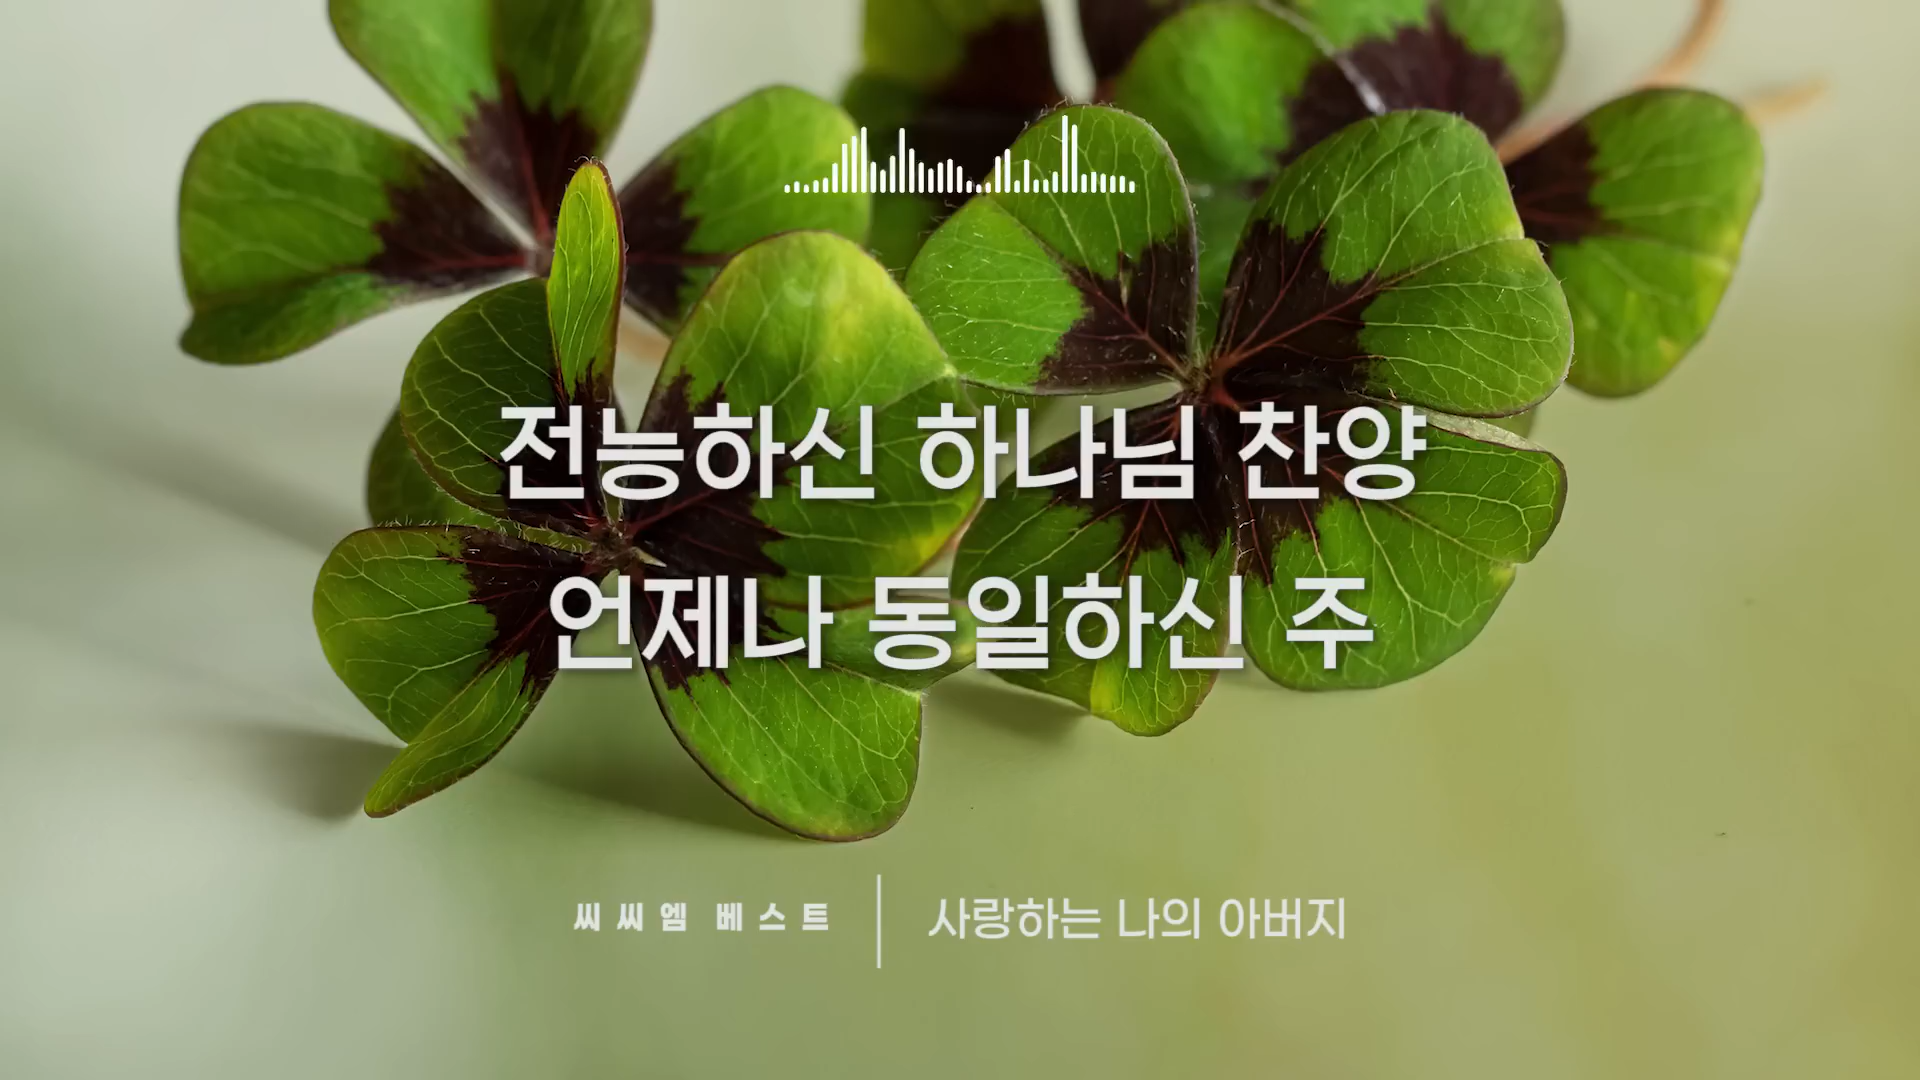 전능하신 하나님 찬양
언제나 동일하신 주
씨씨엠 베스트
사랑하는 나의 아버지